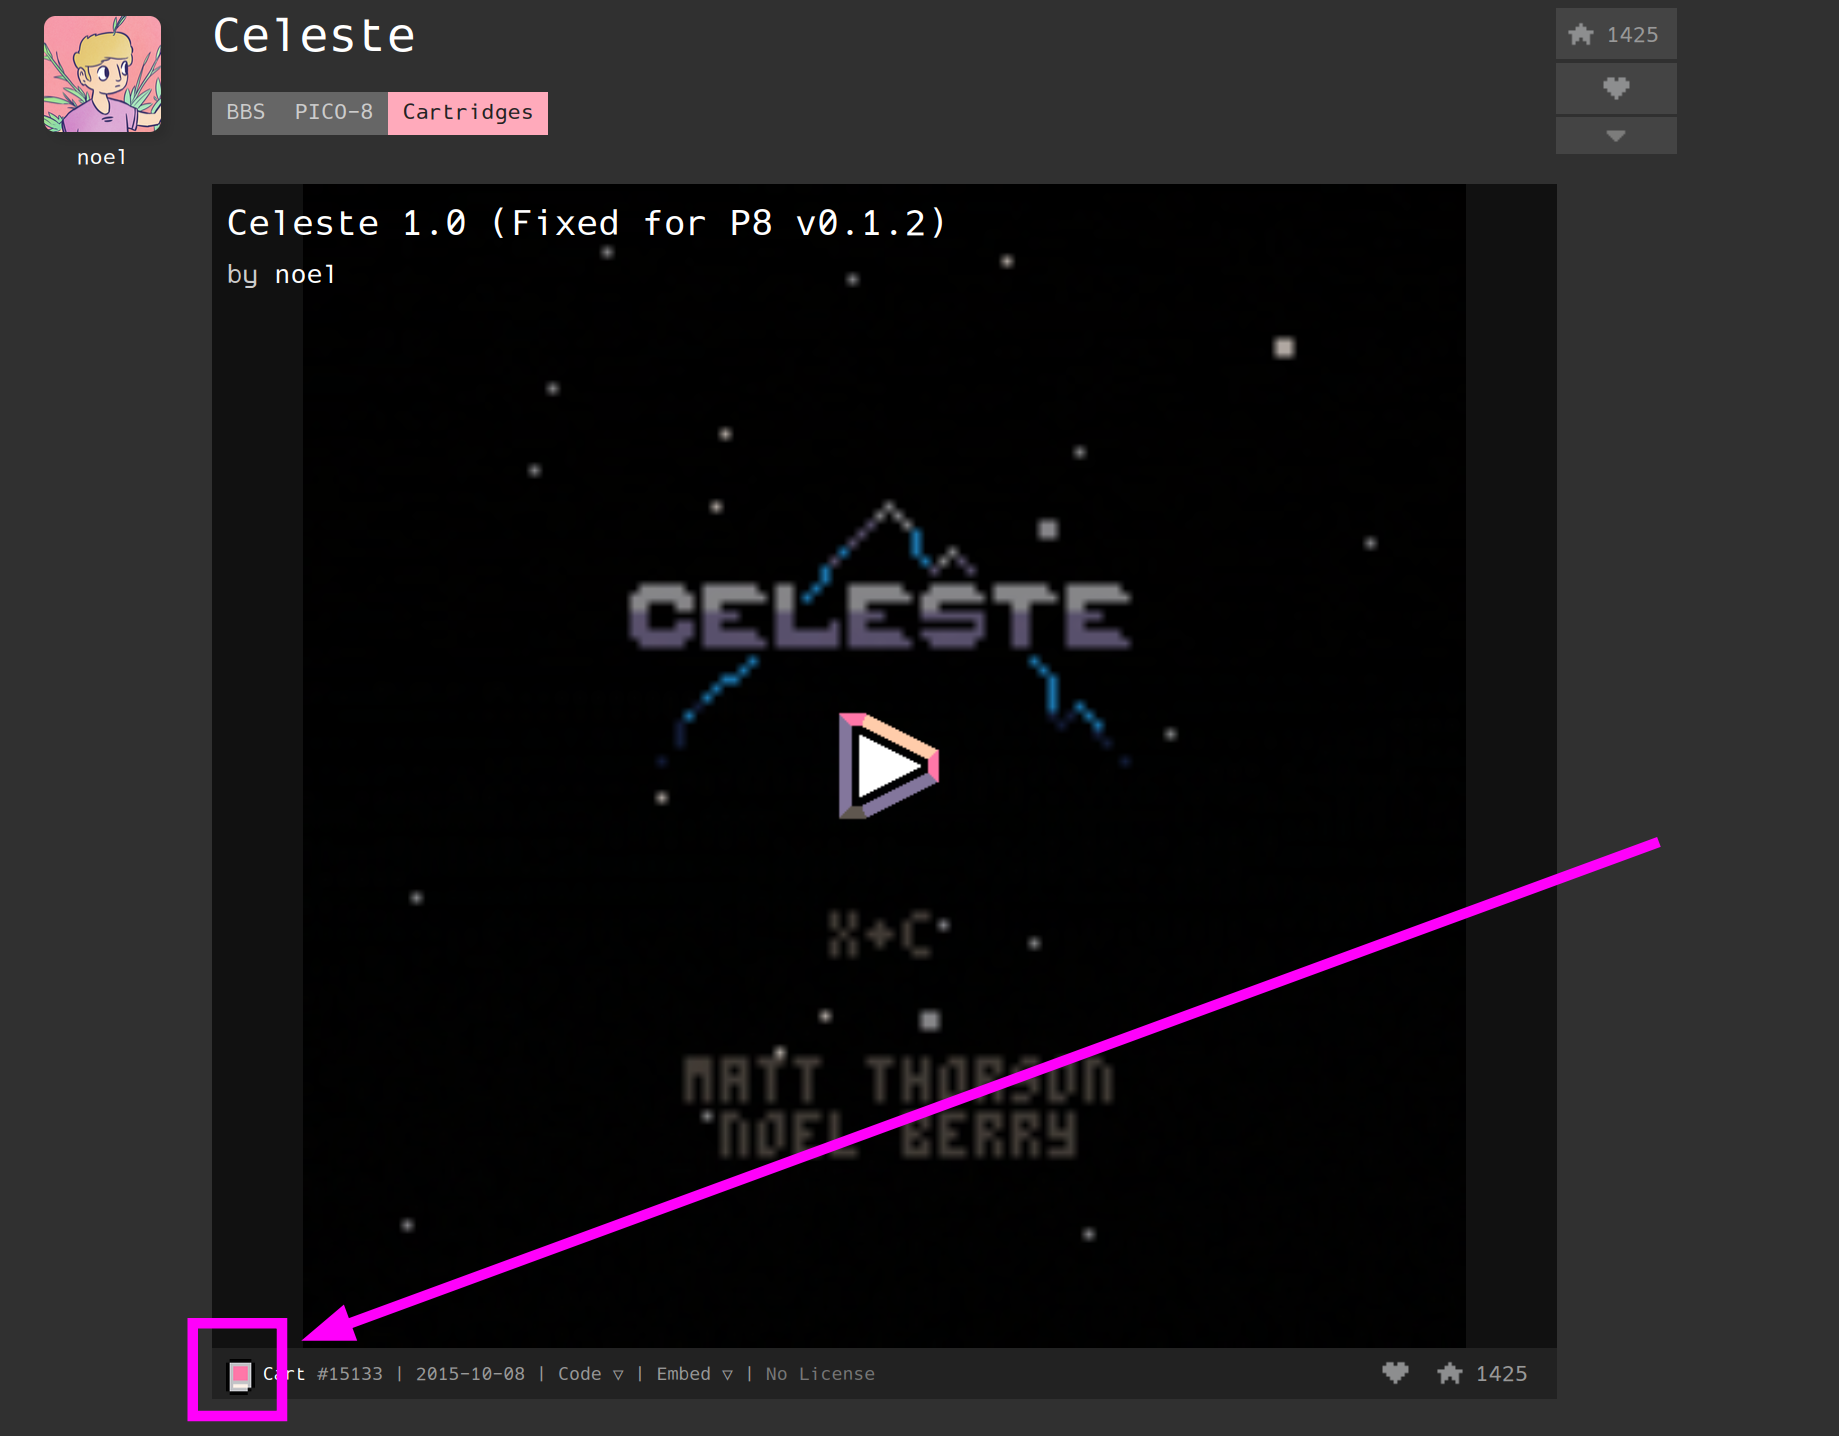 Celeste
1425
BBS PICO-8 Cartridges
noel
Celeste 1.0 (Fixed for P8 v0.1.2)
by noel
CELESTE
X+C
MATT THORSON
NOEL BERRY
Cart #15133 | 2015-10-08 | Code ▽ | Embed ▽ | No License
1425